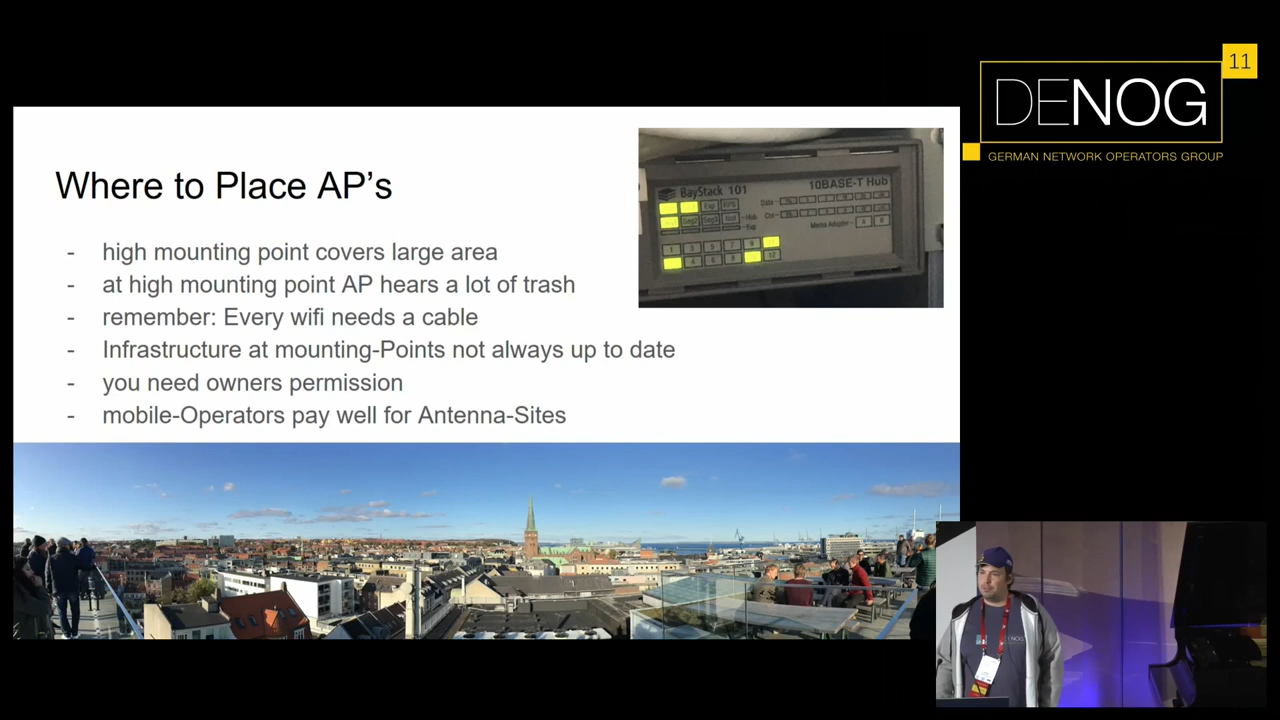 11
DENOG
GERMAN NETWORK OPERATORS GROUP
Where to Place AP's
BayStack 101
10BASE-T Hub
- high mounting point covers large area
- at high mounting point AP hears a lot of trash
- remember: Every wifi needs a cable
- Infrastructure at mounting-Points not always up to date
- you need owners permission
- mobile-Operators pay well for Antenna-Sites